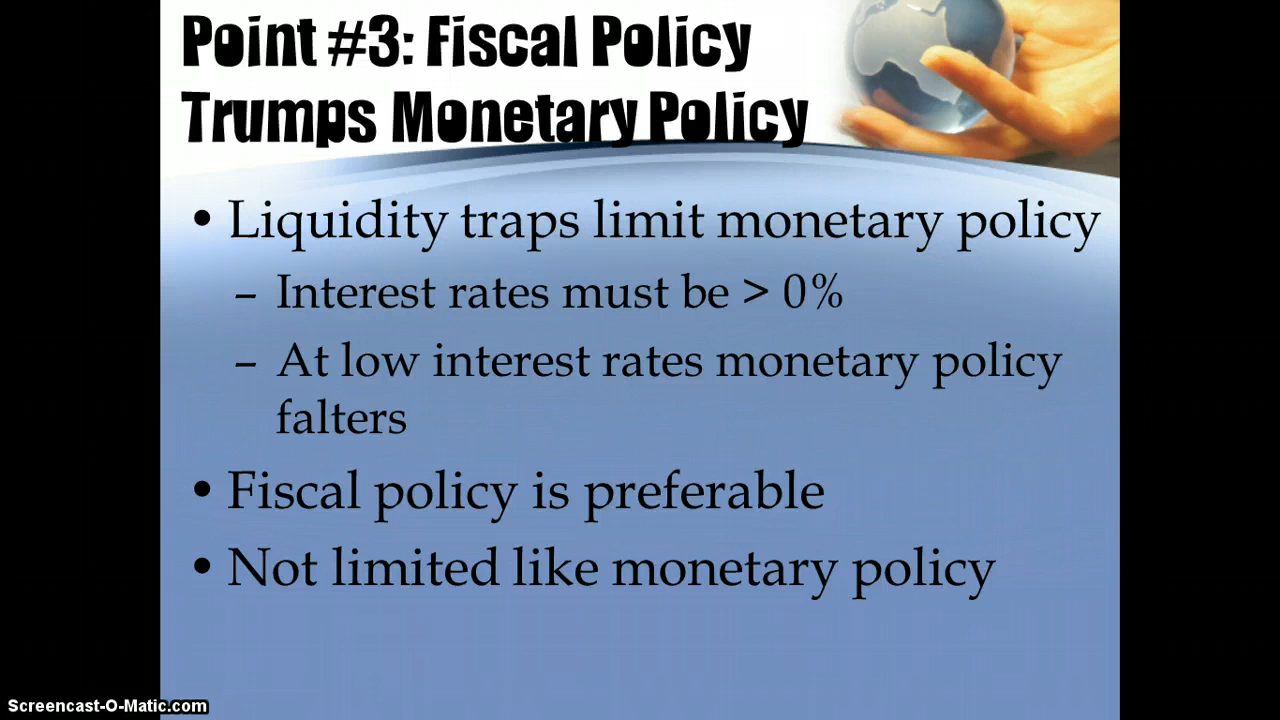 Point #3: Fiscal Policy
Trumps Monetary Policy
• Liquidity traps limit monetary policy
– Interest rates must be > 0%
– At low interest rates monetary policy
falters
• Fiscal policy is preferable
• Not limited like monetary policy
Screencast-O-Matic.com